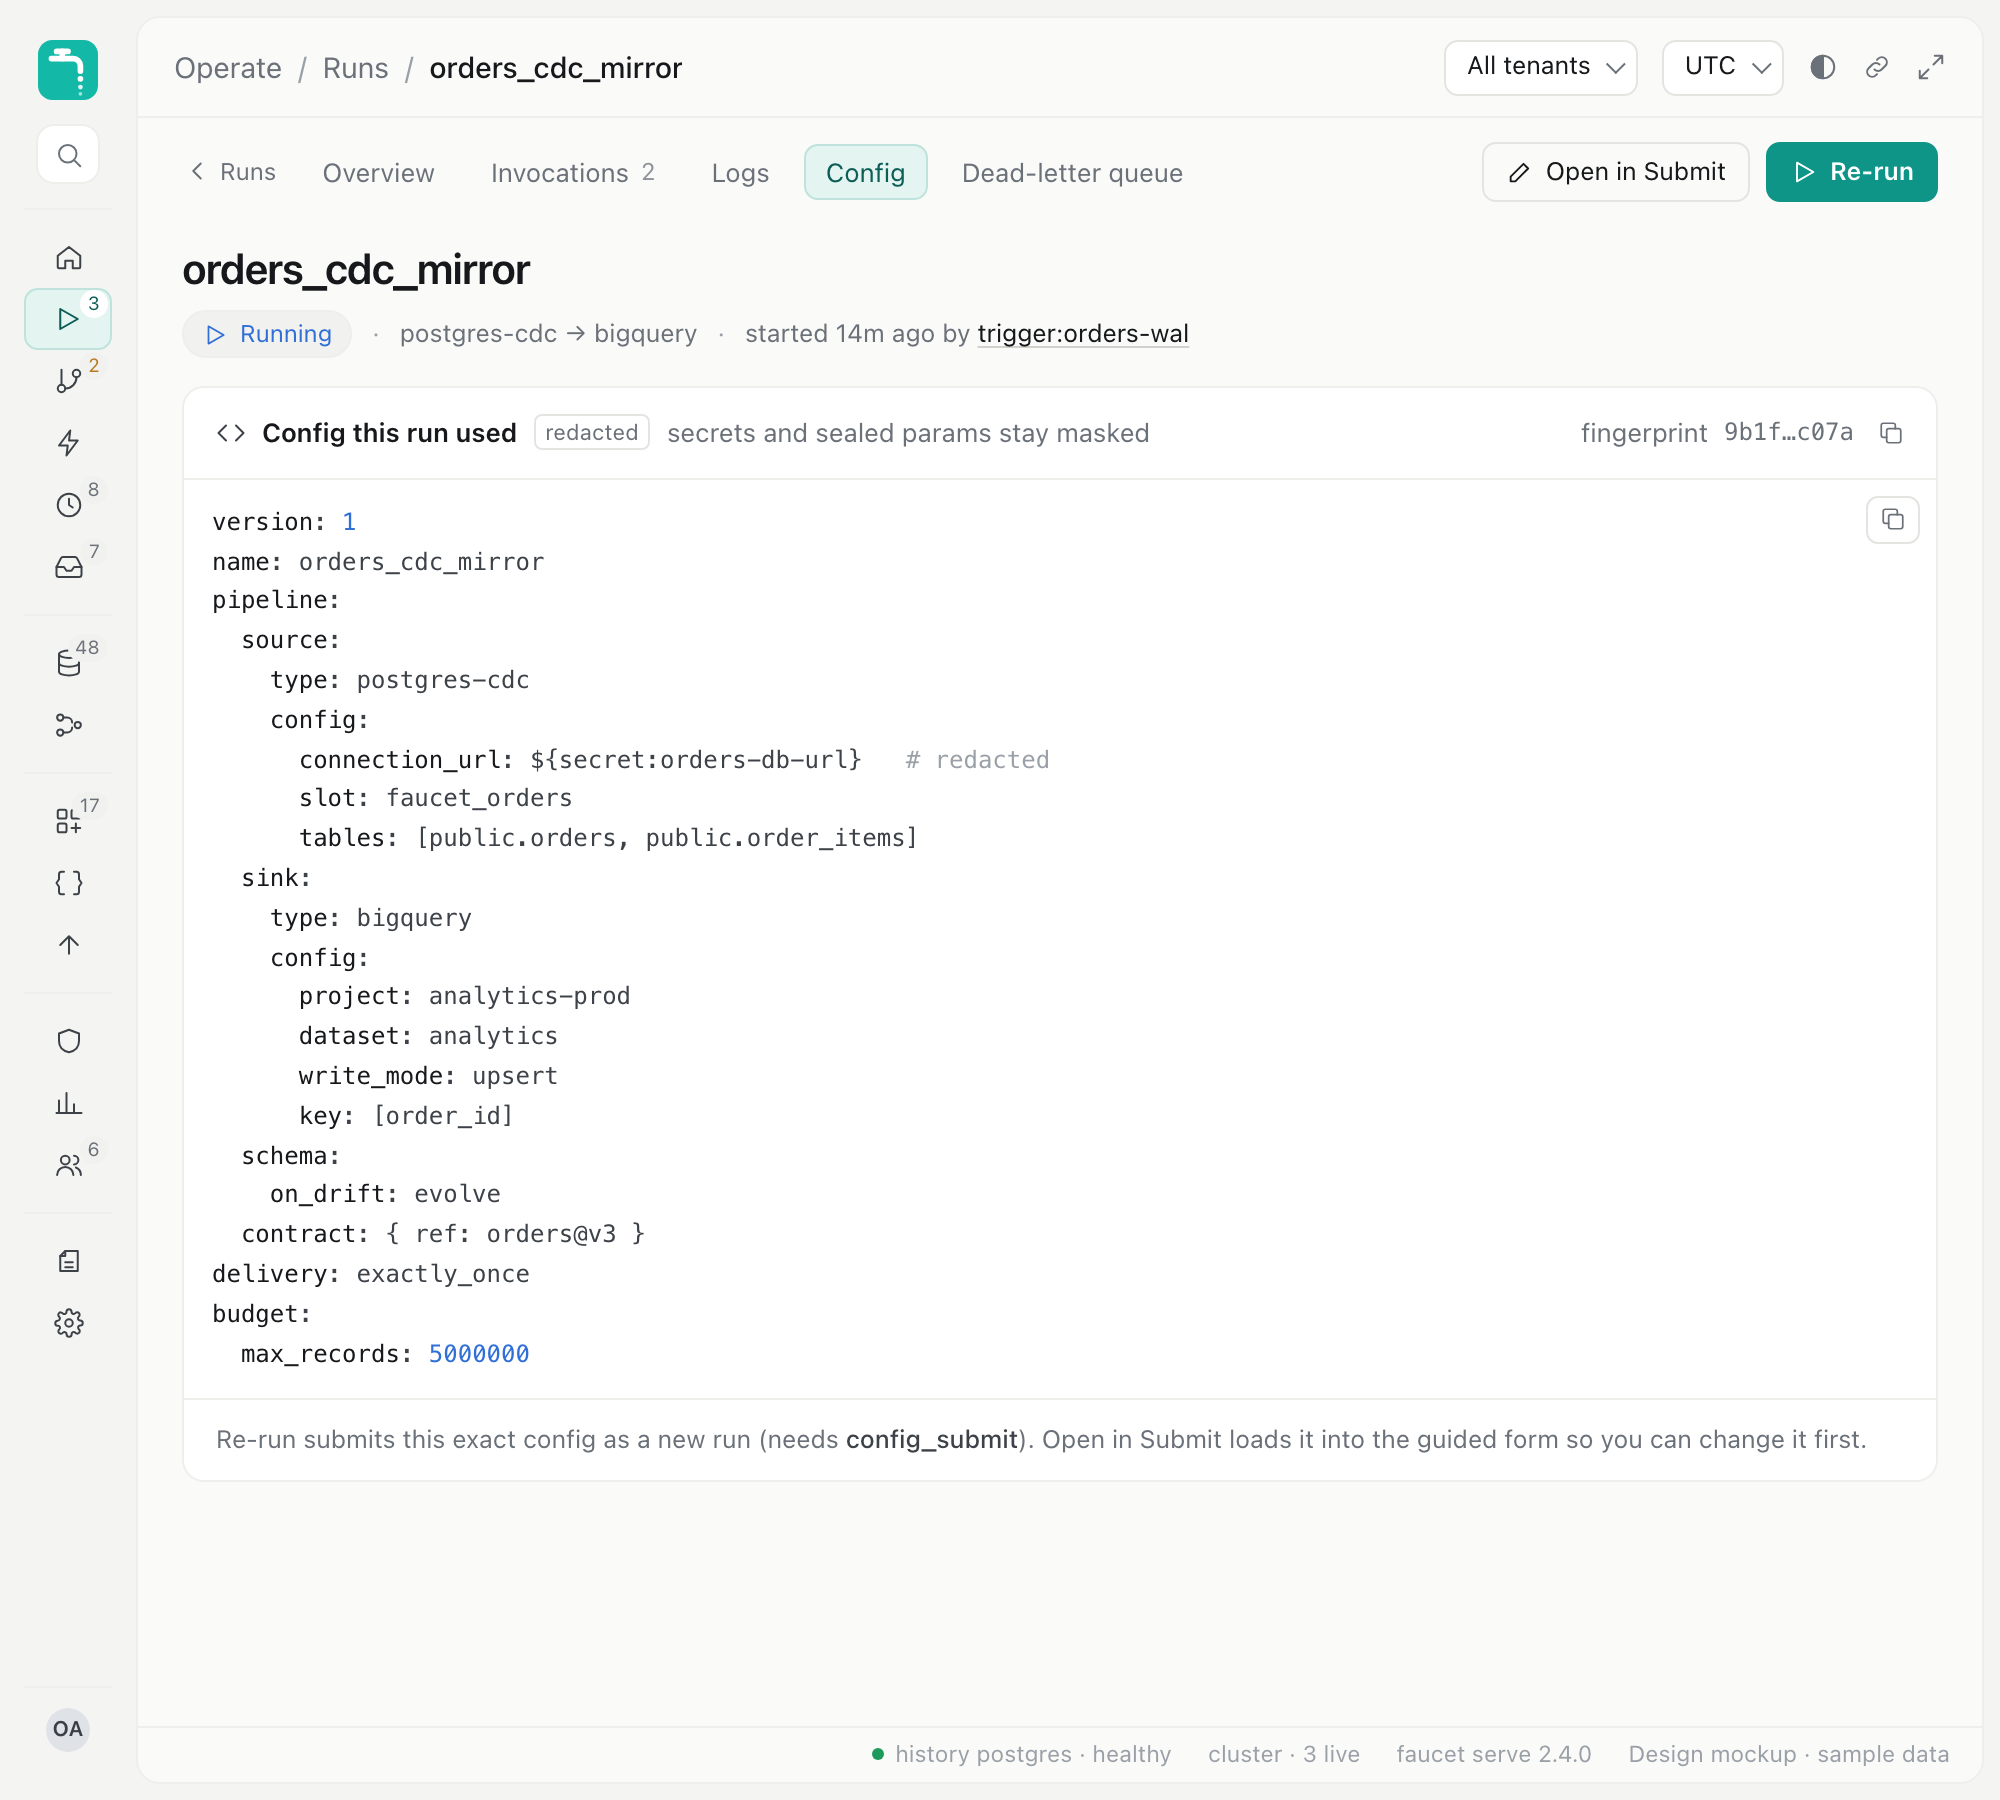 Operate / Runs / orders_cdc_mirror
All tenants
UTC
Runs
Overview
Invocations 2
Logs
Config
Dead-letter queue
Open in Submit
Re-run
3
2
8
7
48
17
6
OA
orders_cdc_mirror
Running · postgres-cdc → bigquery · started 14m ago by trigger:orders-wal
Config this run used redacted secrets and sealed params stay masked
fingerprint 9b1f…c07a
version: 1
name: orders_cdc_mirror
pipeline:
  source:
    type: postgres-cdc
    config:
      connection_url: ${secret:orders-db-url}   # redacted
      slot: faucet_orders
      tables: [public.orders, public.order_items]
  sink:
    type: bigquery
    config:
      project: analytics-prod
      dataset: analytics
      write_mode: upsert
      key: [order_id]
  schema:
    on_drift: evolve
  contract: { ref: orders@v3 }
delivery: exactly_once
budget:
  max_records: 5000000
Re-run submits this exact config as a new run (needs config_submit). Open in Submit loads it into the guided form so you can change it first.
history postgres · healthy
cluster · 3 live
faucet serve 2.4.0
Design mockup · sample data